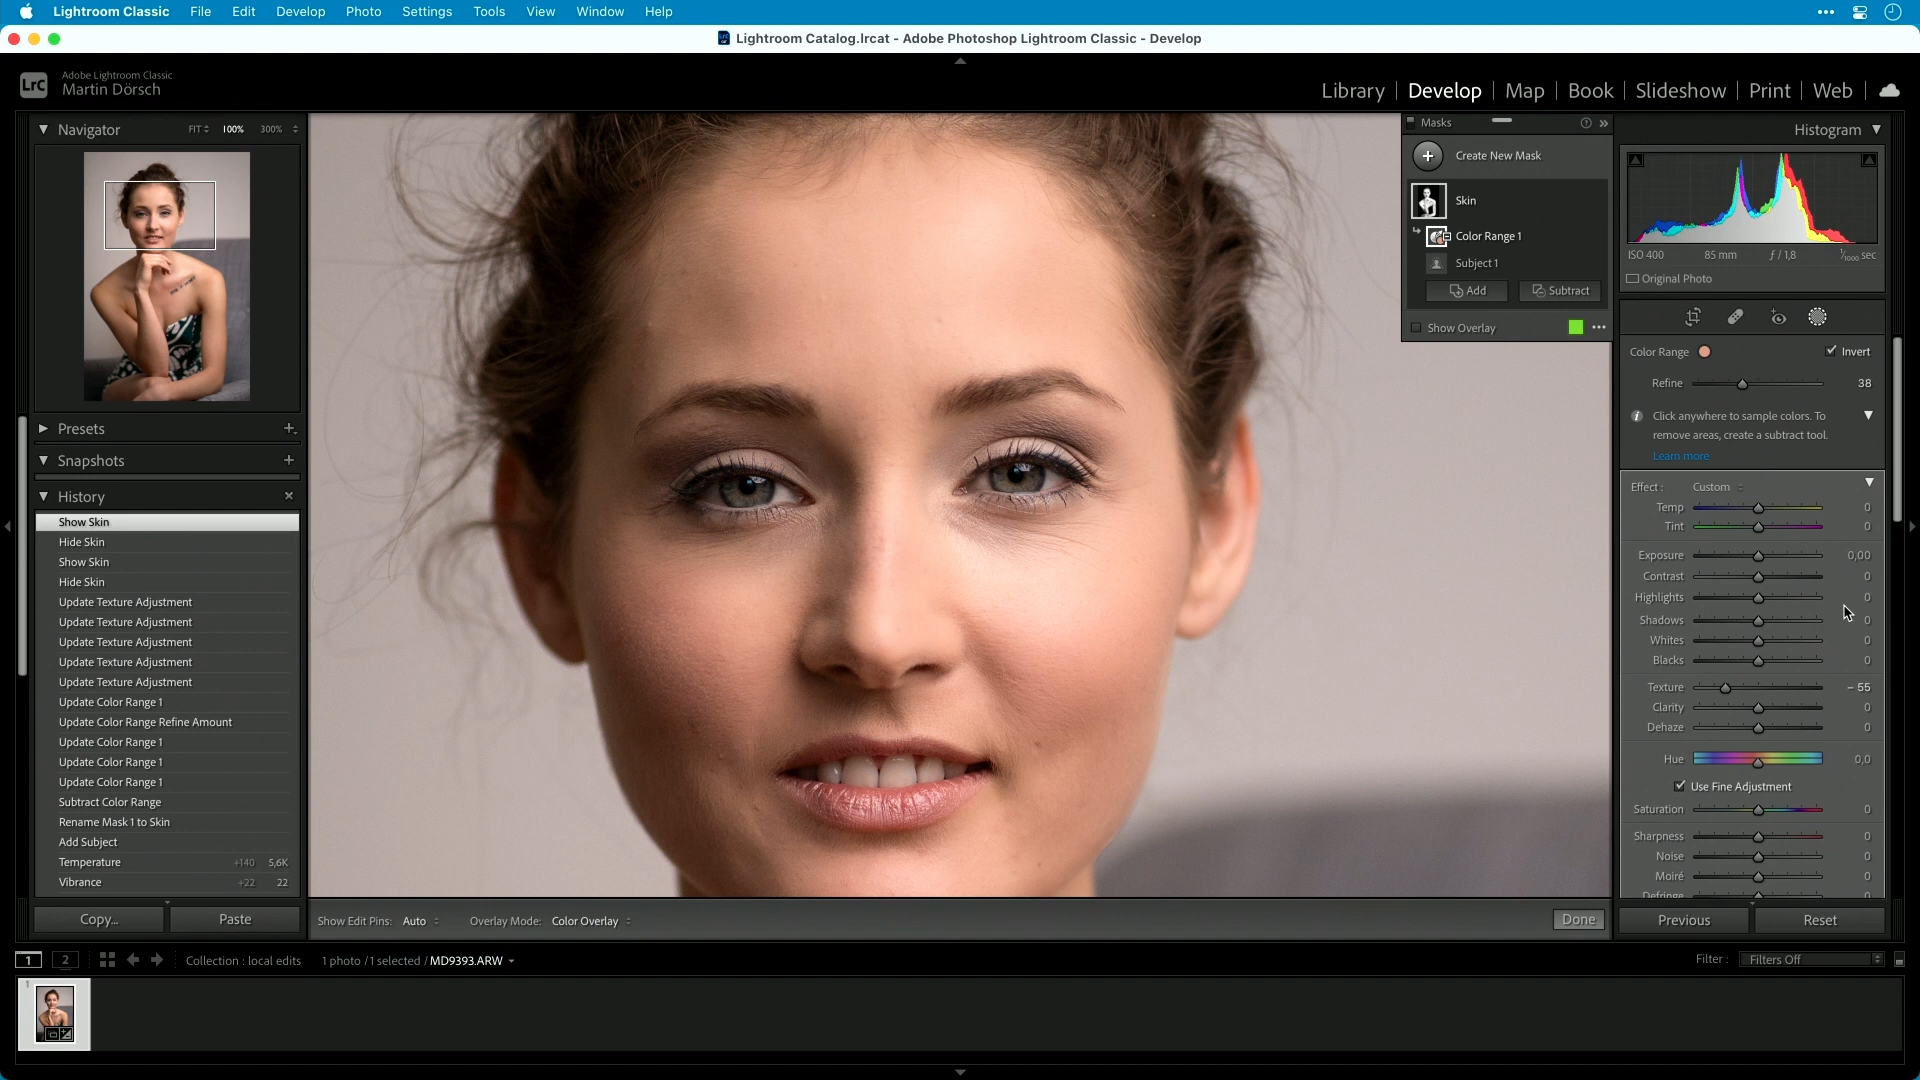 Lightroom Classic File Edit Develop Photo Settings Tools View Window Help
Lightroom Catalog.lrcat - Adobe Photoshop Lightroom Classic - Develop
LrC
Adobe Lightroom Classic
Martin Dörsch
Library | Develop | Map | Book | Slideshow | Print | Web |
Navigator FIT 100% 300%
Presets
Snapshots
History
Show Skin
Hide Skin
Show Skin
Hide Skin
Update Texture Adjustment
Update Texture Adjustment
Update Texture Adjustment
Update Texture Adjustment
Update Texture Adjustment
Update Color Range 1
Update Color Range Refine Amount
Update Color Range 1
Update Color Range 1
Update Color Range 1
Subtract Color Range
Rename Mask 1 to Skin
Add Subject
Temperature +140 5,6K
Vibrance +22 22
Copy... Paste
Masks
Create New Mask
Skin
Color Range 1
Subject 1
Add Subtract
Show Overlay
Show Edit Pins: Auto Overlay Mode: Color Overlay Done
Histogram
ISO 400 85 mm ƒ / 1,8 1/1000 sec
Original Photo
Color Range Invert
Refine 38
Click anywhere to sample colors. To
remove areas, create a subtract tool.
Learn more
Effect : Custom
Temp 0
Tint 0
Exposure 0,00
Contrast 0
Highlights 0
Shadows 0
Whites 0
Blacks 0
Texture – 55
Clarity 0
Dehaze 0
Hue 0,0
Use Fine Adjustment
Saturation 0
Sharpness 0
Noise 0
Moiré 0
Defringe 0
Previous Reset
1 2 Collection : local edits 1 photo / 1 selected / MD9393.ARW Filter : Filters Off
1